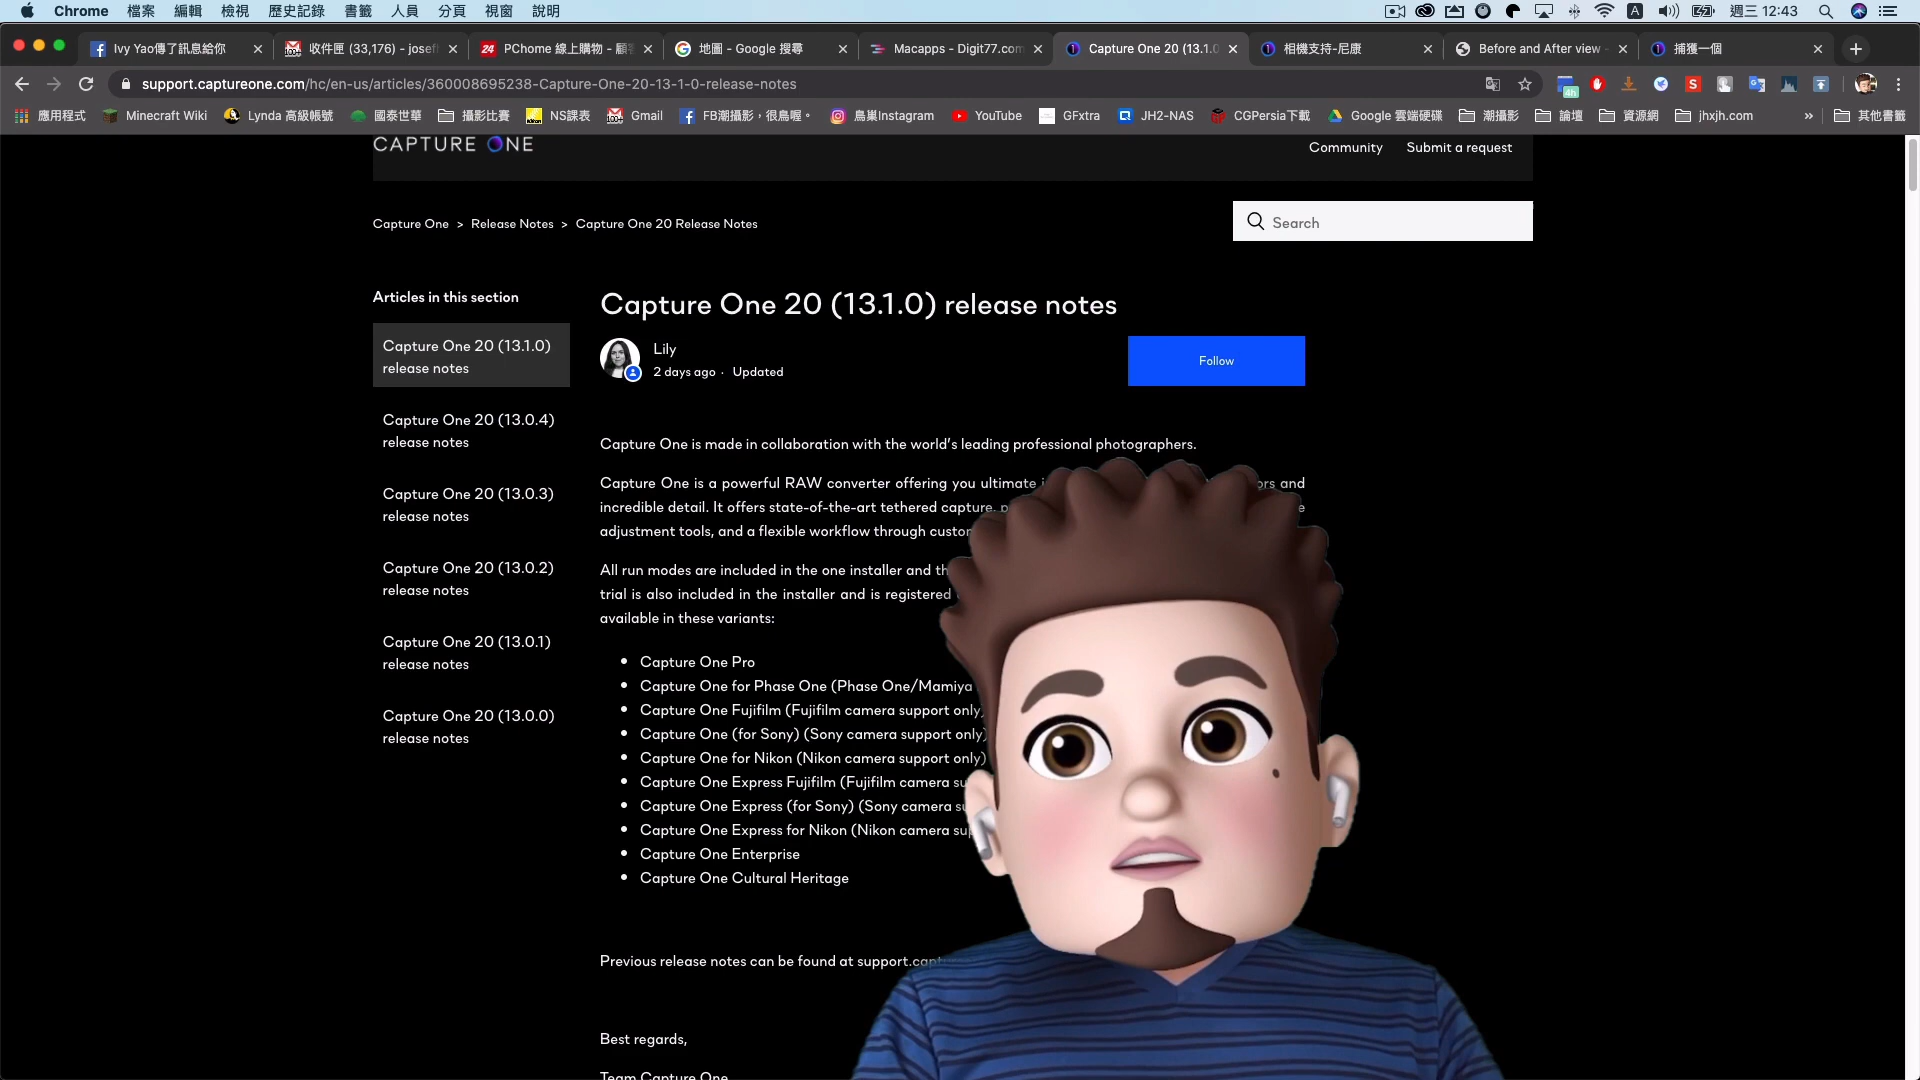 Chrome 檔案 編輯 檢視 歷史記錄 書籤 人員 分頁 視窗 說明 週三 12:43
Ivy Yao傳了訊息給你 收件匣 (33,176) - josef PChome 線上購物 - 顧 地圖 - Google 搜尋 Macapps - Digit77.com Capture One 20 (13.1.0 相機支持-尼康 Before and After view - 捕獲一個
support.captureone.com/hc/en-us/articles/360008695238-Capture-One-20-13-1-0-release-notes
應用程式 Minecraft Wiki Lynda 高級帳號 國泰世華 攝影比賽 NS課表 Gmail FB潮攝影，很鳥喔。 鳥巢Instagram YouTube GFxtra JH2-NAS CGPersia下載 Google 雲端硬碟 潮攝影 論壇 資源網 jhxjh.com » 其他書籤
CAPTURE ONE
Community Submit a request
Capture One > Release Notes > Capture One 20 Release Notes
Search
Articles in this section
Capture One 20 (13.1.0)
release notes
Capture One 20 (13.0.4)
release notes
Capture One 20 (13.0.3)
release notes
Capture One 20 (13.0.2)
release notes
Capture One 20 (13.0.1)
release notes
Capture One 20 (13.0.0)
release notes
Capture One 20 (13.1.0) release notes
Lily
2 days ago · Updated
Follow
Capture One is made in collaboration with the world's leading professional photographers.
Capture One is a powerful RAW converter offering you ultimate and
incredible detail. It offers state-of-the-art tethered capture,
adjustment tools, and a flexible workflow through
All run modes are included in the one installer and
trial is also included in the installer and is registered
available in these variants:
Capture One Pro
Capture One for Phase One (Phase One/Mamiya
Capture One Fujifilm (Fujifilm camera support only)
Capture One (for Sony) (Sony camera support only)
Capture One for Nikon (Nikon camera support only)
Capture One Express Fujifilm (Fujifilm camera
Capture One Express (for Sony) (Sony camera
Capture One Express for Nikon (Nikon camera
Capture One Enterprise
Capture One Cultural Heritage
Previous release notes can be found at
Best regards,
Team Capture One